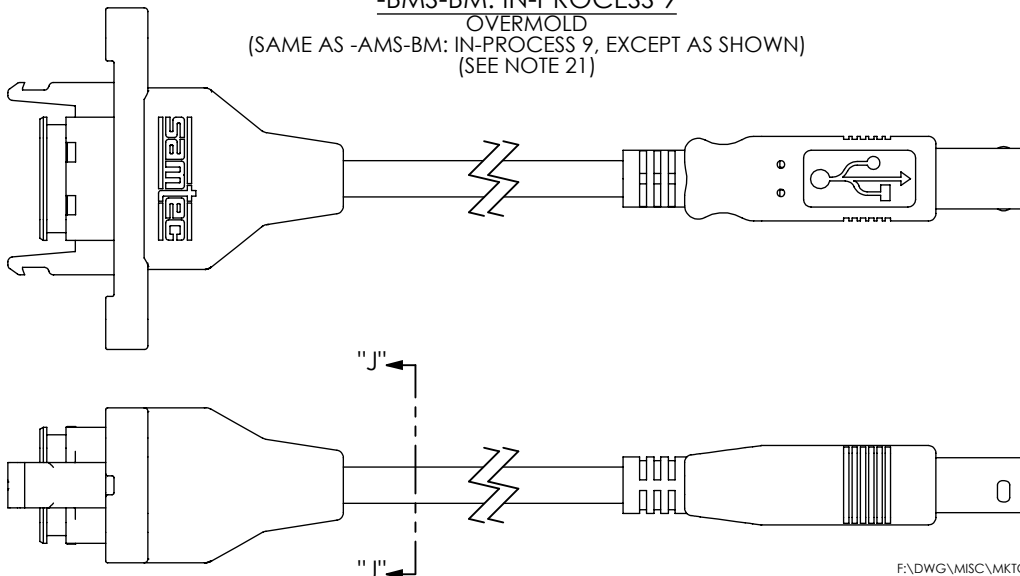 -BMS-BM: IN-PROCESS 9
OVERMOLD
(SAME AS -AMS-BM: IN-PROCESS 9, EXCEPT AS SHOWN)
(SEE NOTE 21)
samtec
"J"
"J"
F:\DWG\MISC\MKTG